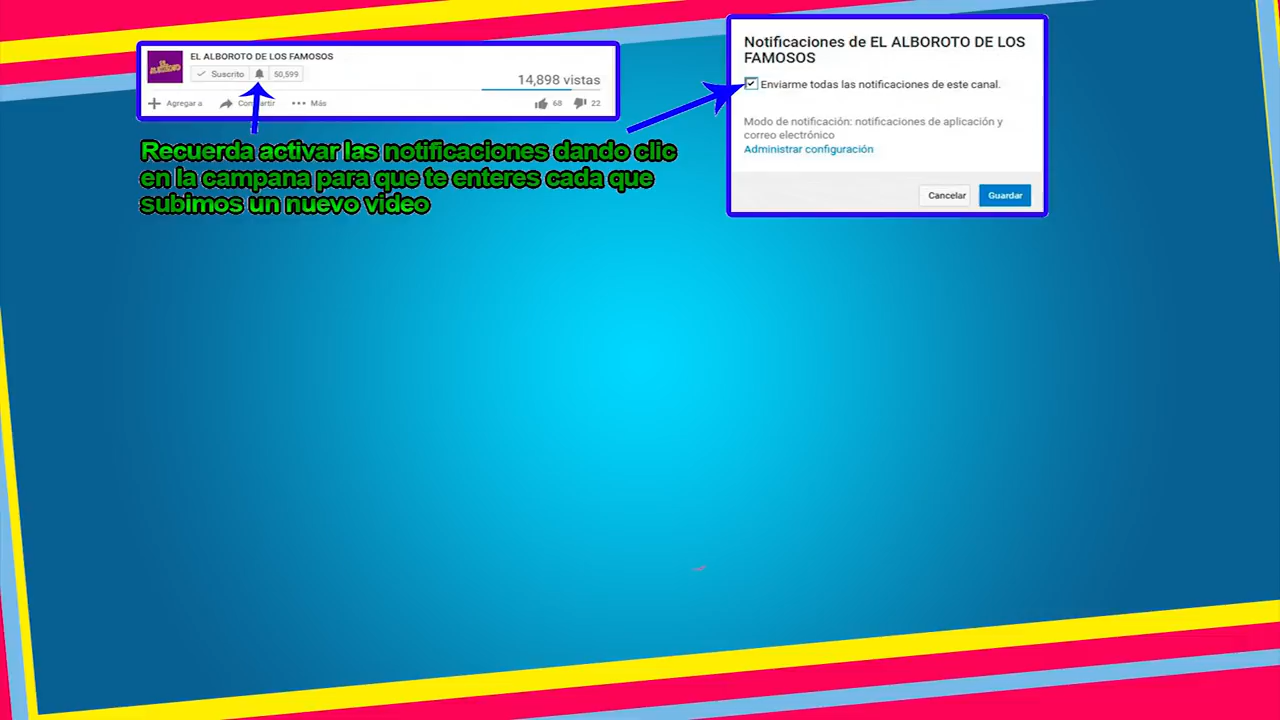 EL ALBOROTO DE LOS FAMOSOS
EL
ALBOROTO
Suscrito 50,599
14,898 vistas
Agregar a Compartir Más 68 22
Recuerda activar las notificaciones dando clic
en la campana para que te enteres cada que
subimos un nuevo video
Notificaciones de EL ALBOROTO DE LOS
FAMOSOS
Enviarme todas las notificaciones de este canal.
Modo de notificación: notificaciones de aplicación y
correo electrónico
Administrar configuración
Cancelar Guardar